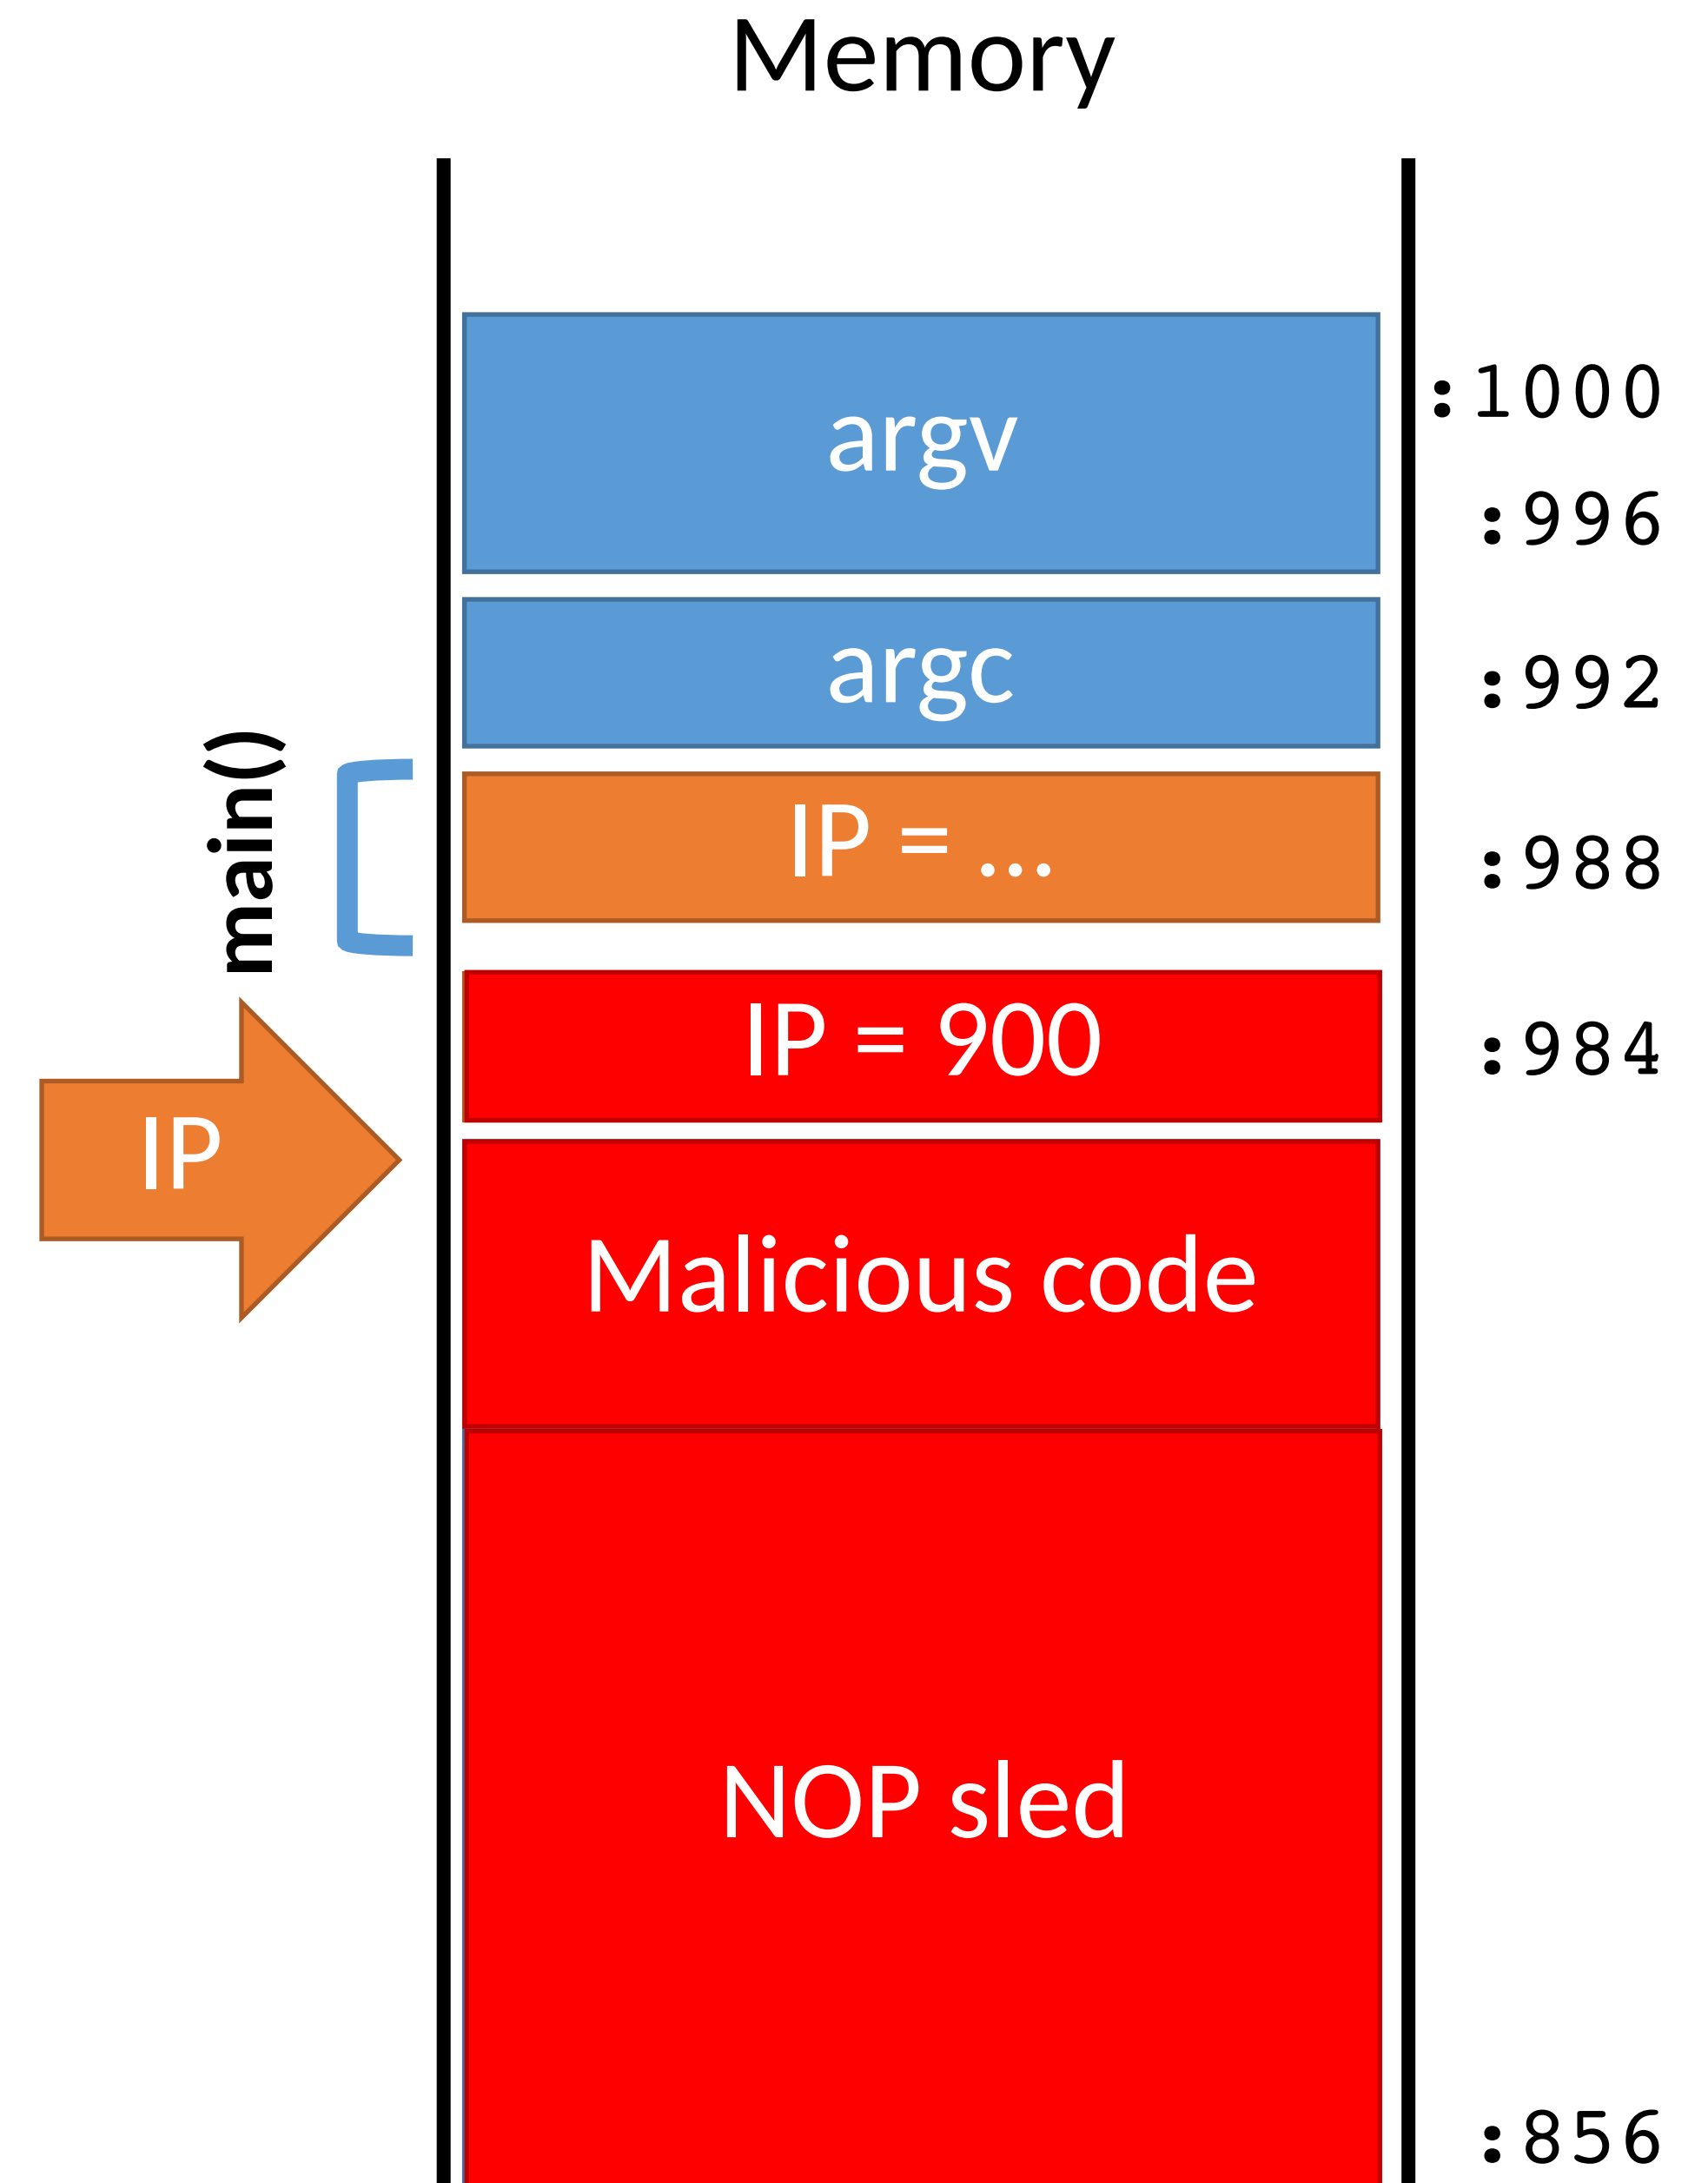 Memory
argv
:1000
:996
argc
:992
main()
IP = …
:988
IP = 900
:984
IP
Malicious code
NOP sled
:856